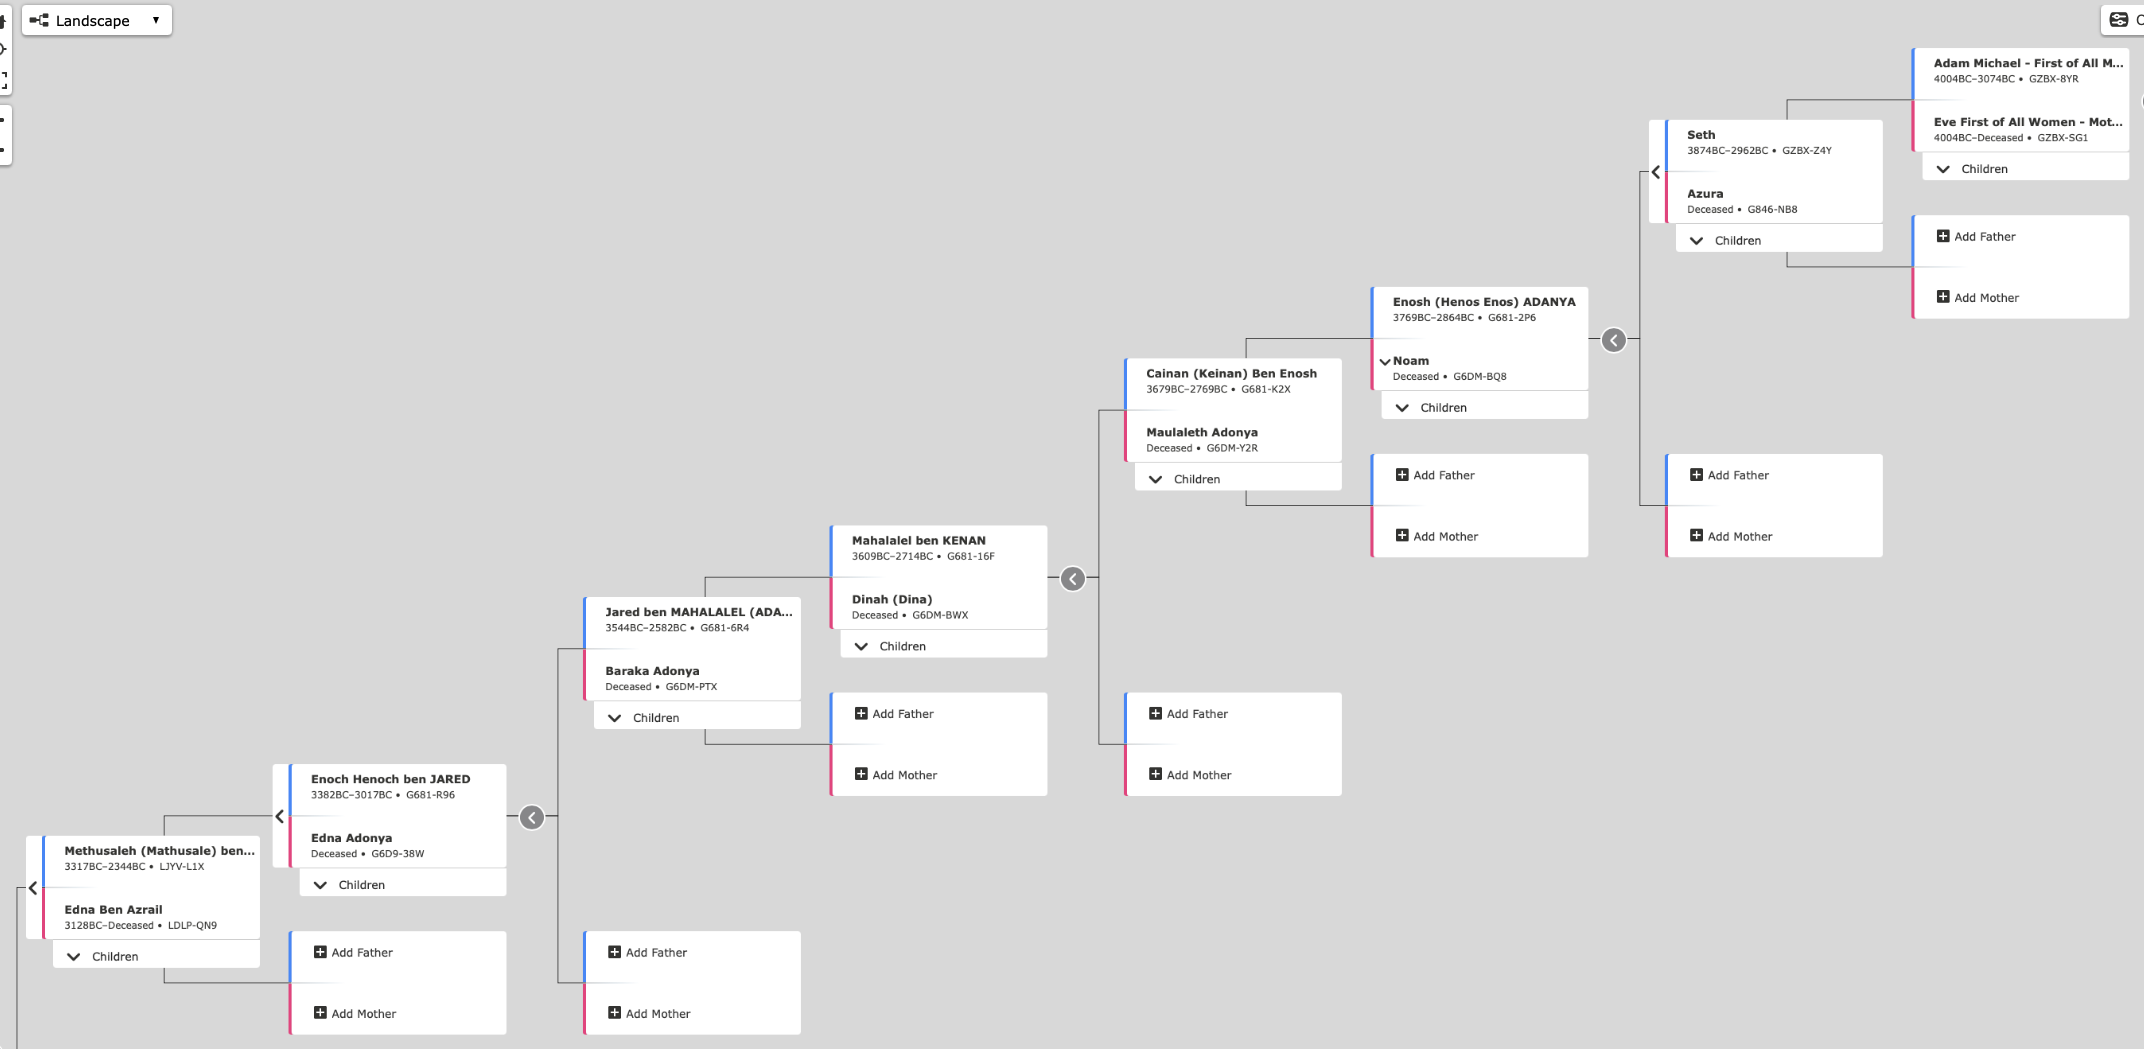 Landscape
Adam Michael - First of All M...
4004BC–3074BC • GZBX-8YR
Eve First of All Women - Mot...
4004BC–Deceased • GZBX-SG1
Children
Seth
3874BC–2962BC • GZBX-Z4Y
Azura
Deceased • G846-NB8
Children
Add Father
Add Mother
Enosh (Henos Enos) ADANYA
3769BC–2864BC • G681-2P6
Noam
Deceased • G6DM-BQ8
Children
Cainan (Keinan) Ben Enosh
3679BC–2769BC • G681-K2X
Maulaleth Adonya
Deceased • G6DM-Y2R
Children
Add Father
Add Mother
Add Father
Add Mother
Mahalalel ben KENAN
3609BC–2714BC • G681-16F
Dinah (Dina)
Deceased • G6DM-BWX
Children
Jared ben MAHALALEL (ADA...
3544BC–2582BC • G681-6R4
Baraka Adonya
Deceased • G6DM-PTX
Children
Add Father
Add Mother
Add Father
Add Mother
Enoch Henoch ben JARED
3382BC–3017BC • G681-R96
Edna Adonya
Deceased • G6D9-38W
Children
Methusaleh (Mathusale) ben...
3317BC–2344BC • LJYV-L1X
Edna Ben Azrail
3128BC–Deceased • LDLP-QN9
Children
Add Father
Add Mother
Add Father
Add Mother